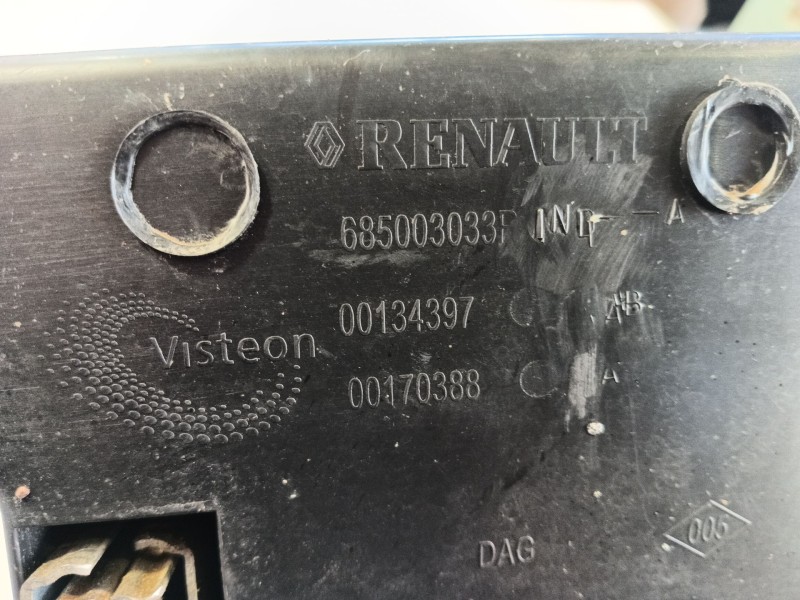 RENAULT
685003033R IND -- A
00134397 AB
Visteon
00170388 A
DAG
005